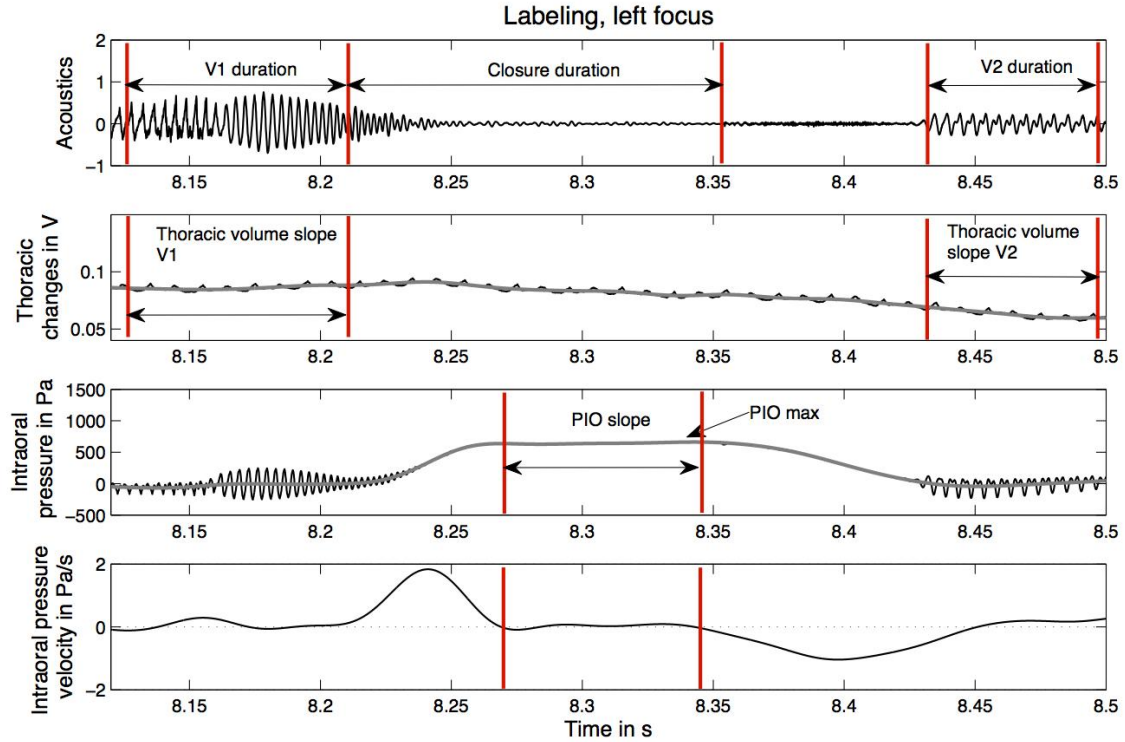 Labeling, left focus
Acoustics
2
1
0
−1
V1 duration
Closure duration
V2 duration
8.15
8.2
8.25
8.3
8.35
8.4
8.45
8.5
Thoracic
changes in V
0.1
0.05
Thoracic volume slope
V1
Thoracic volume
slope V2
8.15
8.2
8.25
8.3
8.35
8.4
8.45
8.5
Intraoral
pressure in Pa
1500
1000
500
0
−500
PIO slope
PIO max
8.15
8.2
8.25
8.3
8.35
8.4
8.45
8.5
Intraoral pressure
velocity in Pa/s
2
0
−2
8.15
8.2
8.25
8.3
8.35
8.4
8.45
8.5
Time in s